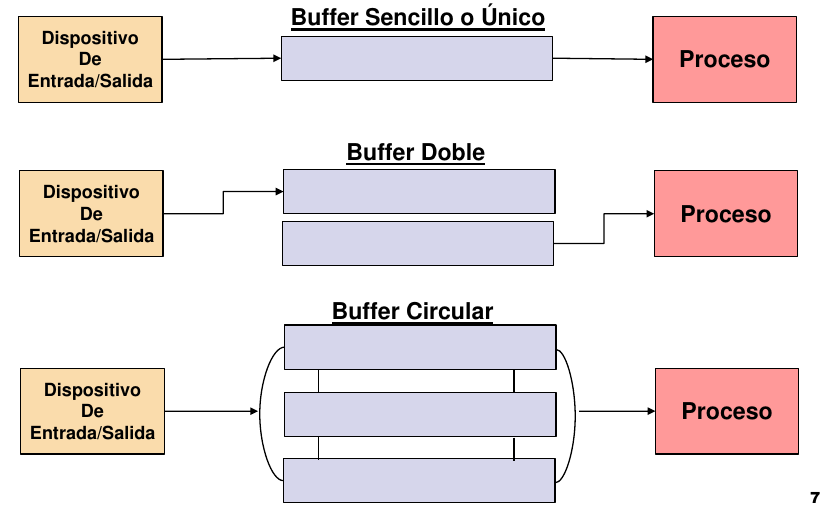 Buffer Sencillo o Único
Dispositivo
De
Entrada/Salida
Proceso
Buffer Doble
Dispositivo
De
Entrada/Salida
Proceso
Buffer Circular
Dispositivo
De
Entrada/Salida
Proceso
7